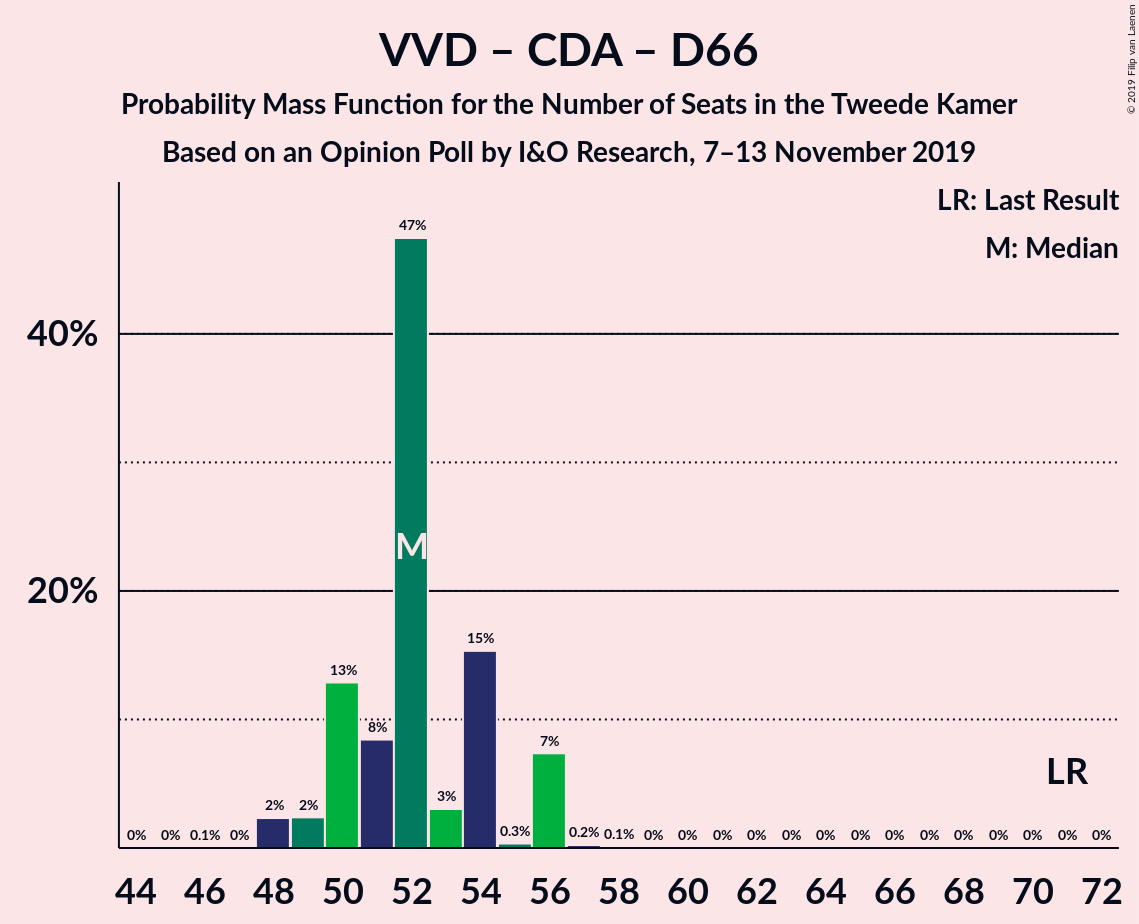 VVD – CDA – D66
Probability Mass Function for the Number of Seats in the Tweede Kamer
Based on an Opinion Poll by I&O Research, 7–13 November 2019
© 2019 Filip van Laenen
LR: Last Result
M: Median
40%
20%
0% 0% 0.1% 0% 2% 2% 13% 8% 47% 3% 15% 0.3% 7% 0.2% 0.1% 0% 0% 0% 0% 0% 0% 0% 0% 0% 0% 0% 0% 0% 0%
M
LR
44 46 48 50 52 54 56 58 60 62 64 66 68 70 72